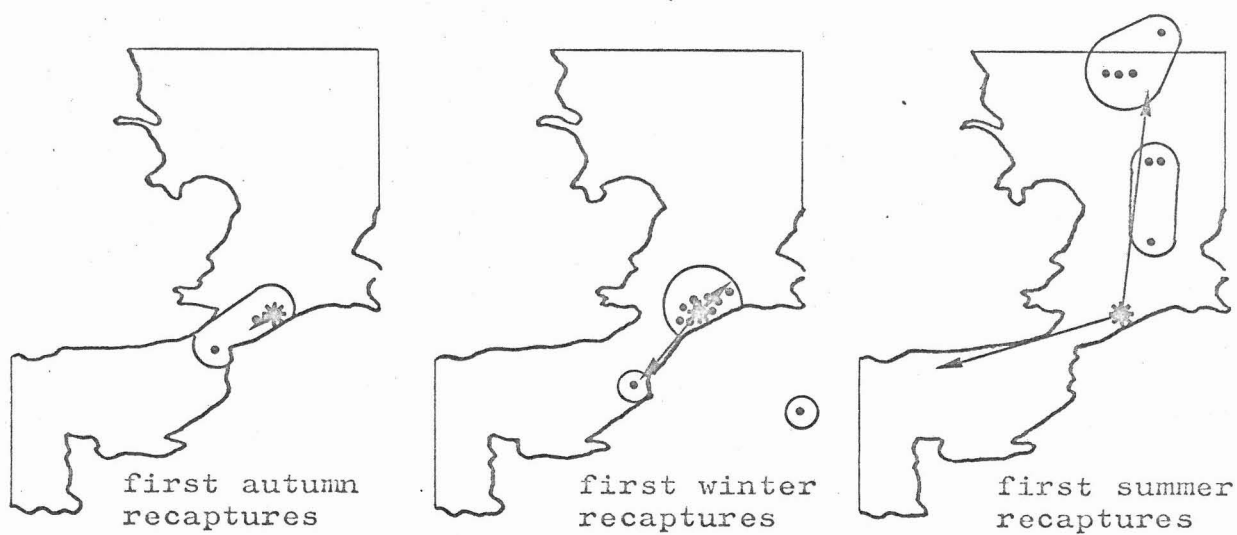 first autumn
recaptures
first winter
recaptures
first summer
recaptures